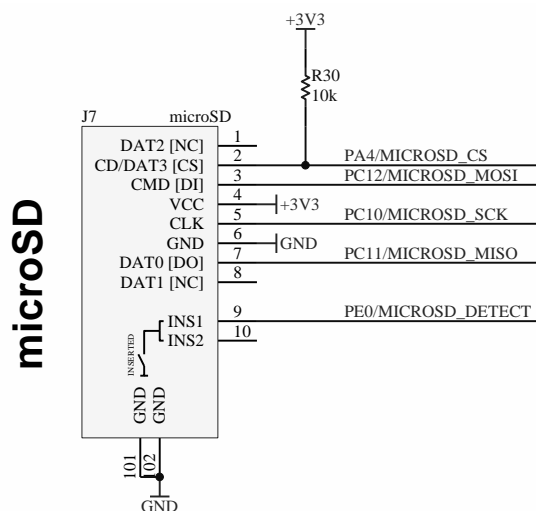 +3V3
R30
10k
J7 microSD
DAT2 [NC] 1
CD/DAT3 [CS] 2 PA4/MICROSD_CS
CMD [DI] 3 PC12/MICROSD_MOSI
VCC 4 +3V3
CLK 5 PC10/MICROSD_SCK
GND 6 GND
DAT0 [DO] 7 PC11/MICROSD_MISO
DAT1 [NC] 8
INS1 9 PE0/MICROSD_DETECT
INS2 10
INSERTED
GND GND
101 102
GND
microSD